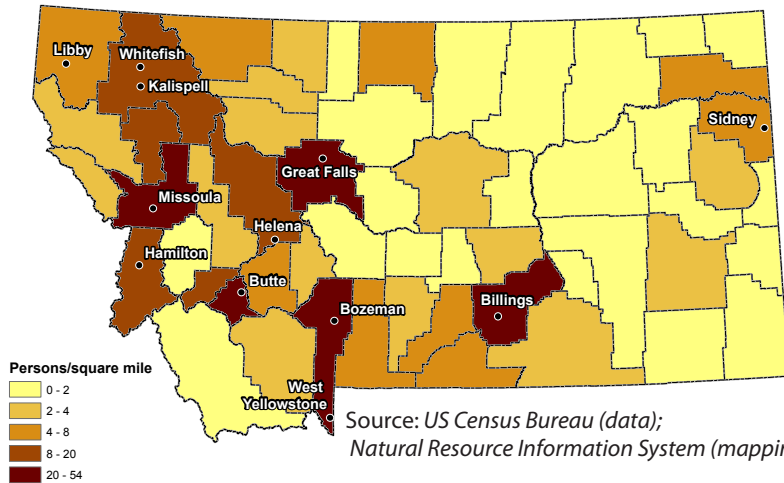 Libby
Whitefish
Kalispell
Sidney
Great Falls
Missoula
Helena
Hamilton
Butte
Bozeman
Billings
Persons/square mile
0 - 2
2 - 4
4 - 8
8 - 20
20 - 54
West
Yellowstone
Source: US Census Bureau (data);
Natural Resource Information System (mappin